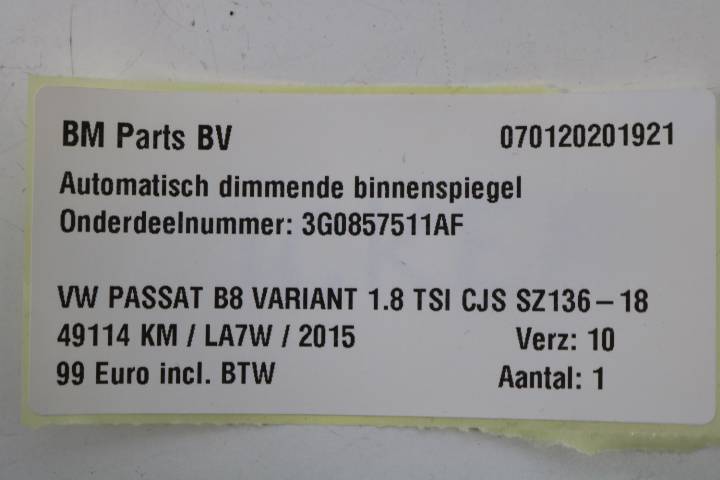 BM Parts BV 070120201921
Automatisch dimmende binnenspiegel
Onderdeelnummer: 3G0857511AF
VW PASSAT B8 VARIANT 1.8 TSI CJS SZ136-18
49114 KM / LA7W / 2015 Verz: 10
99 Euro incl. BTW Aantal: 1